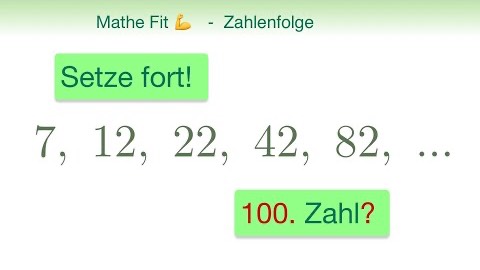 Mathe Fit 💪 - Zahlenfolge
Setze fort!
7, 12, 22, 42, 82, ...
100. Zahl?